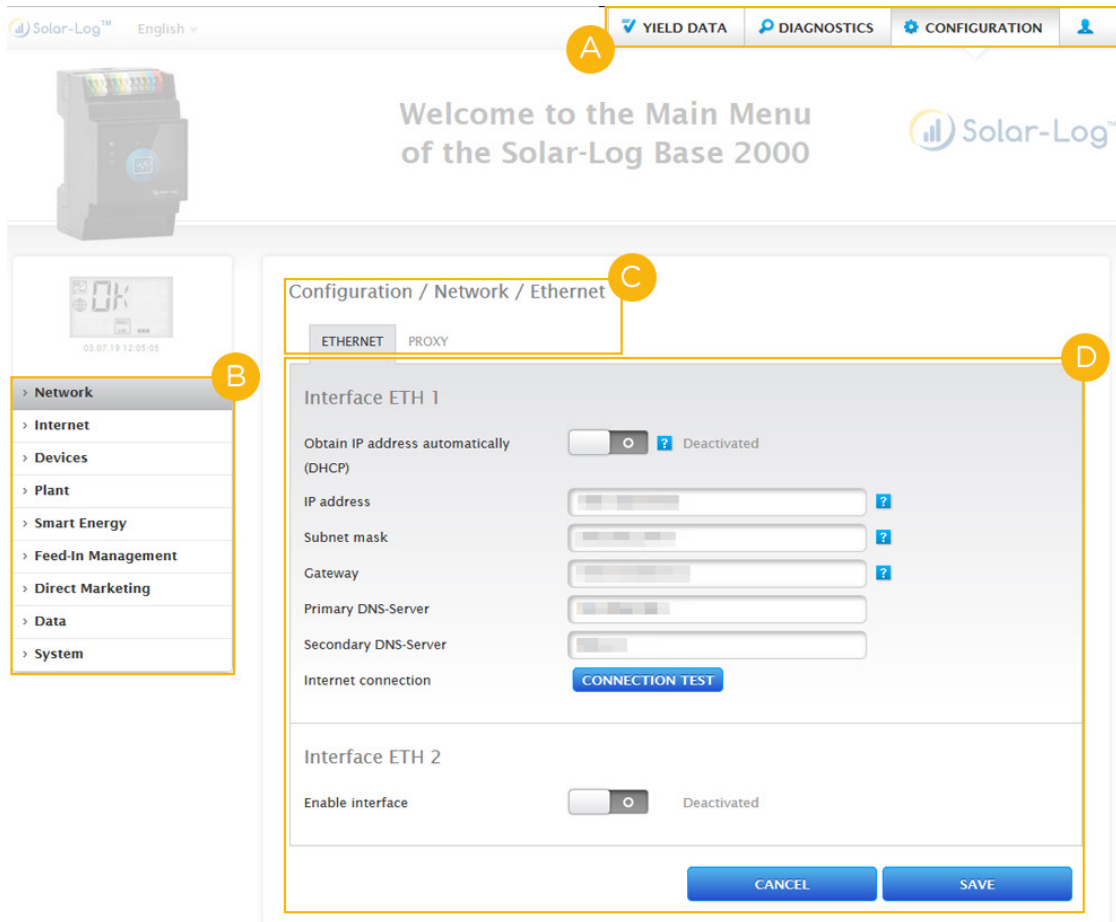 Solar-Log™ English
YIELD DATA DIAGNOSTICS CONFIGURATION
A
Welcome to the Main Menu
of the Solar-Log Base 2000
Solar-Log™
OK
03.07.19 12:05:05
B
› Network
› Internet
› Devices
› Plant
› Smart Energy
› Feed-In Management
› Direct Marketing
› Data
› System
C
Configuration / Network / Ethernet
ETHERNET PROXY
D
Interface ETH 1
Obtain IP address automatically ? Deactivated
(DHCP)
IP address ?
Subnet mask ?
Gateway ?
Primary DNS-Server
Secondary DNS-Server
Internet connection CONNECTION TEST
Interface ETH 2
Enable interface Deactivated
CANCEL SAVE